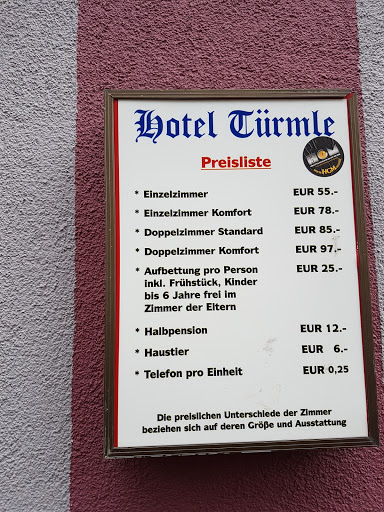 Hotel Türmle
Preisliste
* Einzelzimmer EUR 55.-
* Einzelzimmer Komfort EUR 78.-
* Doppelzimmer Standard EUR 85.-
* Doppelzimmer Komfort EUR 97.-
* Aufbettung pro Person EUR 25.-
inkl. Frühstück, Kinder
bis 6 Jahre frei im
Zimmer der Eltern
* Halbpension EUR 12.-
* Haustier EUR 6.-
* Telefon pro Einheit EUR 0,25
Die preislichen Unterschiede der Zimmer
beziehen sich auf deren Größe und Ausstattung